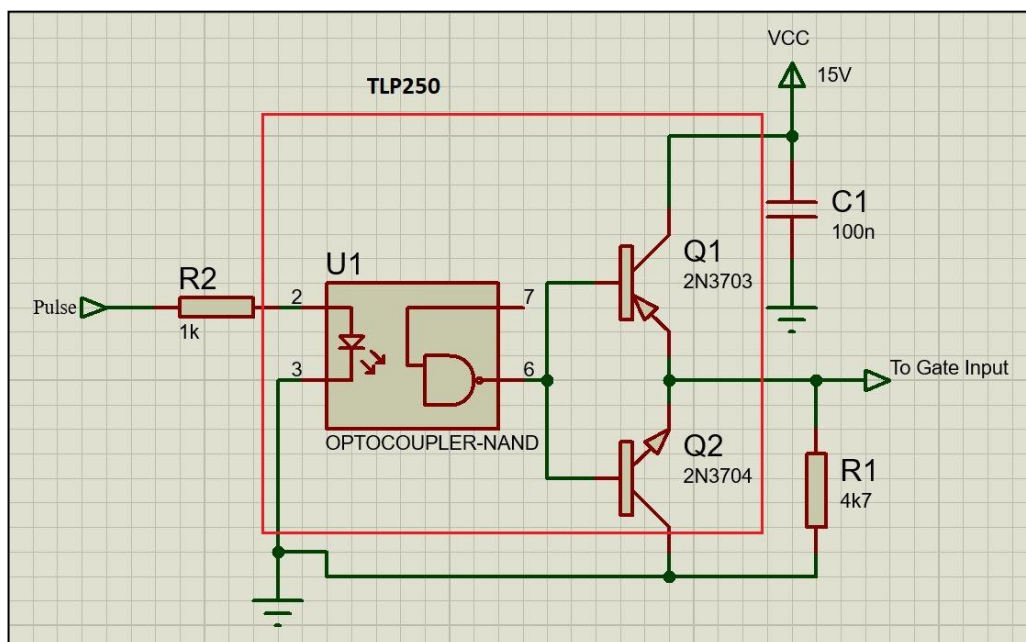 VCC
15V
TLP250
C1
100n
U1
Q1
2N3703
R2
2
7
Pulse
1k
3
6
To Gate Input
OPTOCOUPLER-NAND
Q2
2N3704
R1
4k7